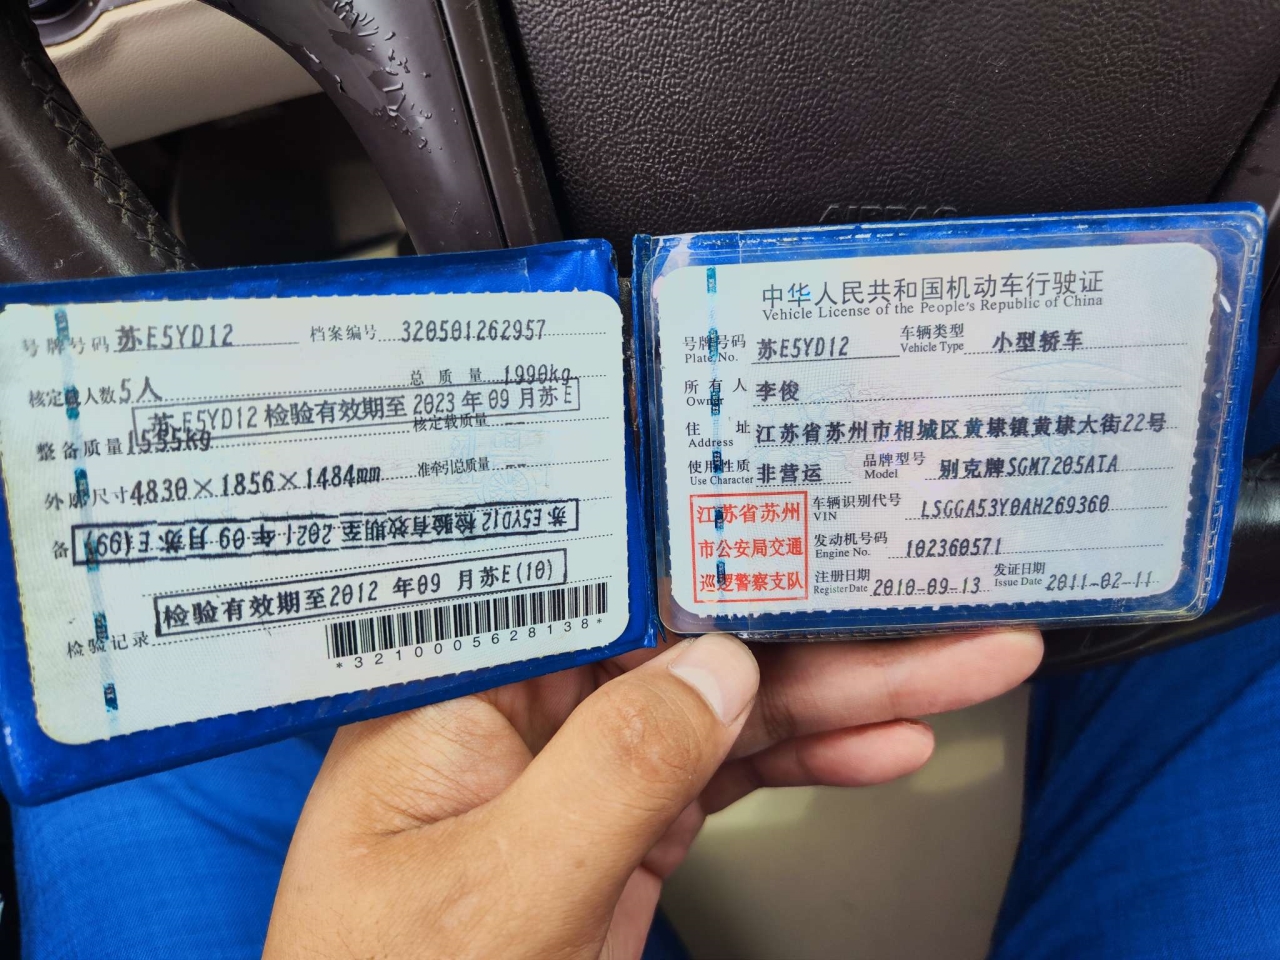 号牌号码 苏E5YD12 档案编号 320501262957
核定载人数 5人 总质量 1990kg
苏E5YD12检验有效期至2023年09月苏E
整备质量 1535kg 核定载质量 --
外廓尺寸 4830×1856×1484mm 准牵引总质量 --
备
苏E5YD12检验有效期至2021年09月苏E(99)
检验有效期至2012年09月苏E(10)
检验记录
*3210005628138*
中华人民共和国机动车行驶证
Vehicle License of the People's Republic of China
号牌号码 苏E5YD12 车辆类型 小型轿车
Plate No. Vehicle Type
所有人 李俊
Owner
住址 江苏省苏州市相城区黄埭镇黄埭大街22号
Address
使用性质 非营运 品牌型号 别克牌SGM7205ATA
Use Character Model
江苏省苏州
市公安局交通
巡逻警察支队
车辆识别代号 LSGGA53Y0AH269360
VIN
发动机号码 102360571
Engine No.
注册日期 2010-09-13 发证日期 2011-02-11
Register Date Issue Date